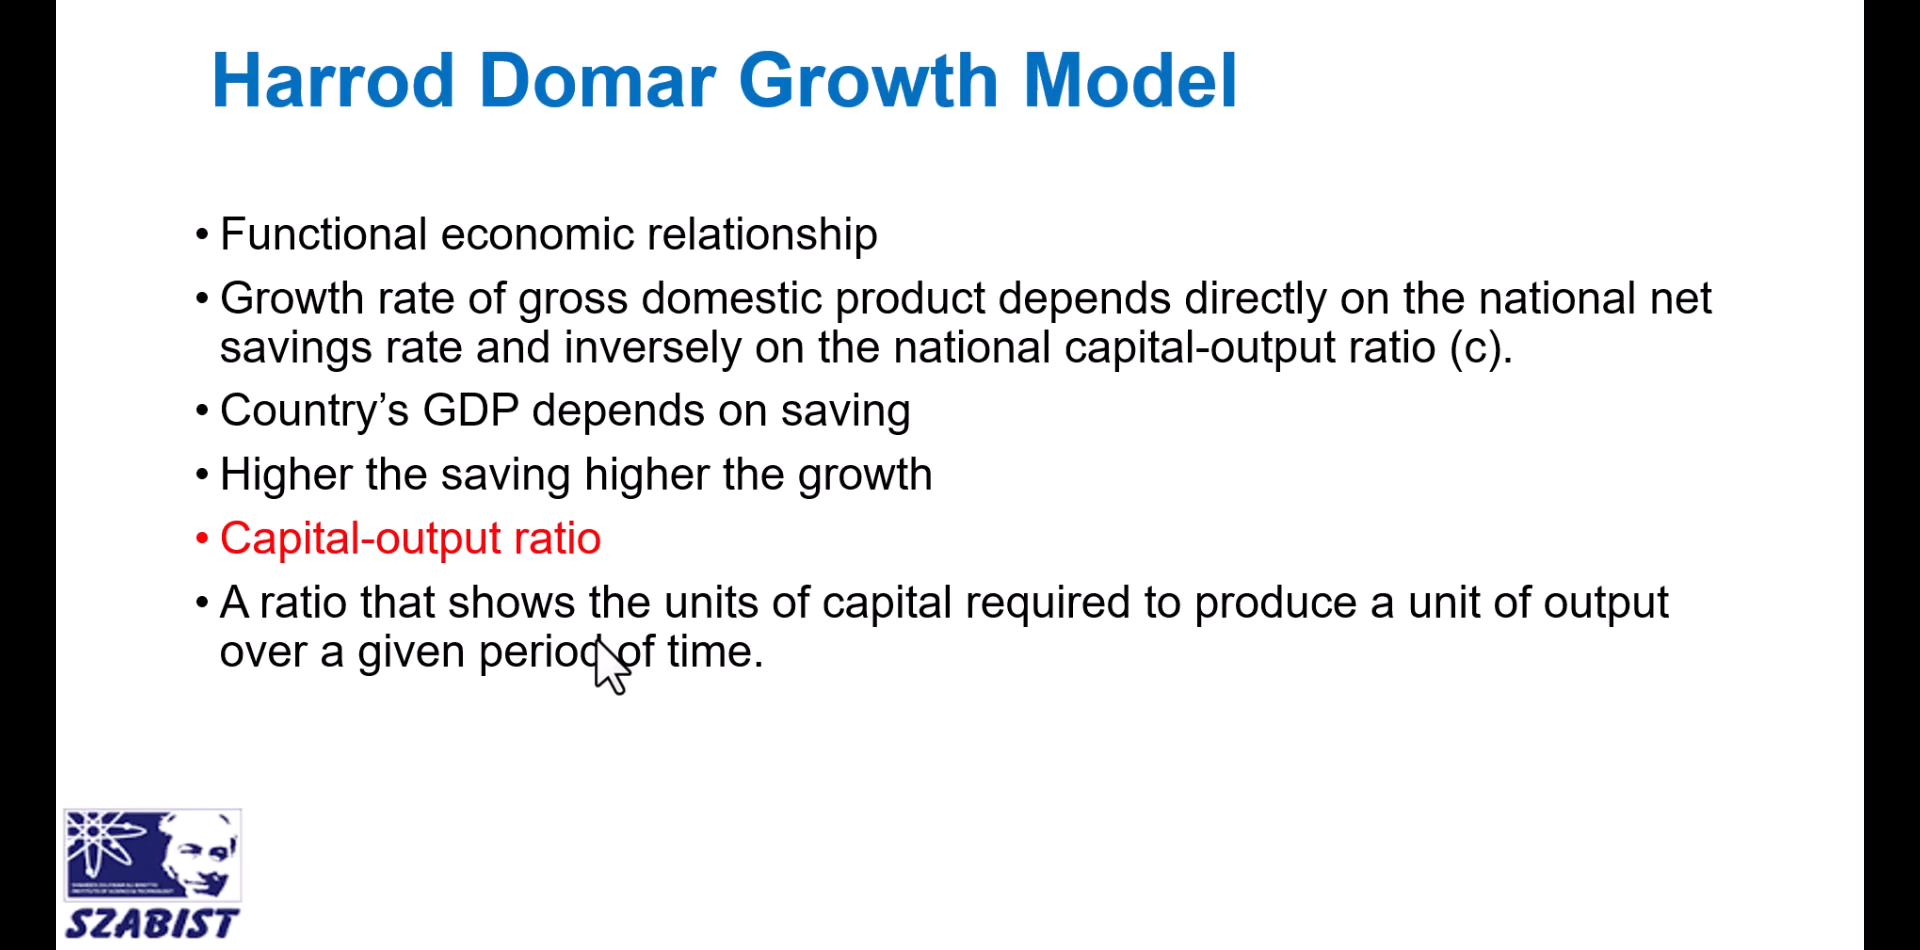 Harrod Domar Growth Model
• Functional economic relationship
• Growth rate of gross domestic product depends directly on the national net
savings rate and inversely on the national capital-output ratio (c).
• Country’s GDP depends on saving
• Higher the saving higher the growth
• Capital-output ratio
• A ratio that shows the units of capital required to produce a unit of output
over a given period of time.
SZABIST